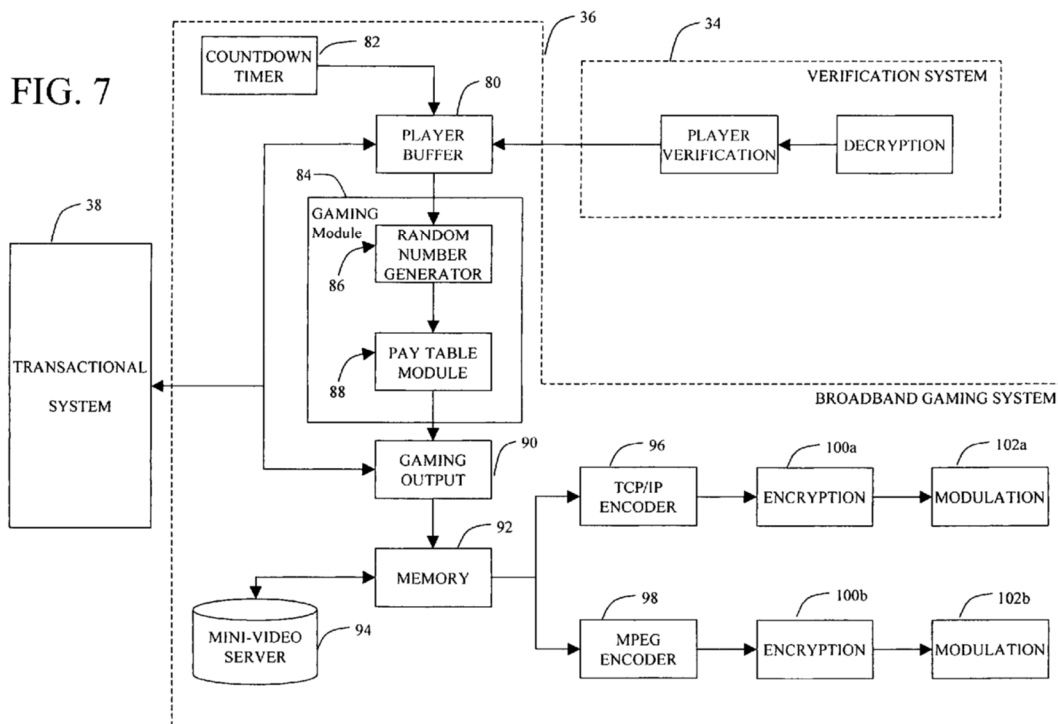 FIG. 7
COUNTDOWN
TIMER
82
36
34
VERIFICATION SYSTEM
80
PLAYER
BUFFER
PLAYER
VERIFICATION
DECRYPTION
84
GAMING
Module
RANDOM
NUMBER
GENERATOR
86
38
TRANSACTIONAL
SYSTEM
PAY TABLE
MODULE
88
BROADBAND GAMING SYSTEM
GAMING
OUTPUT
90
96
TCP/IP
ENCODER
100a
ENCRYPTION
102a
MODULATION
92
MEMORY
MINI-VIDEO
SERVER
94
98
MPEG
ENCODER
100b
ENCRYPTION
102b
MODULATION